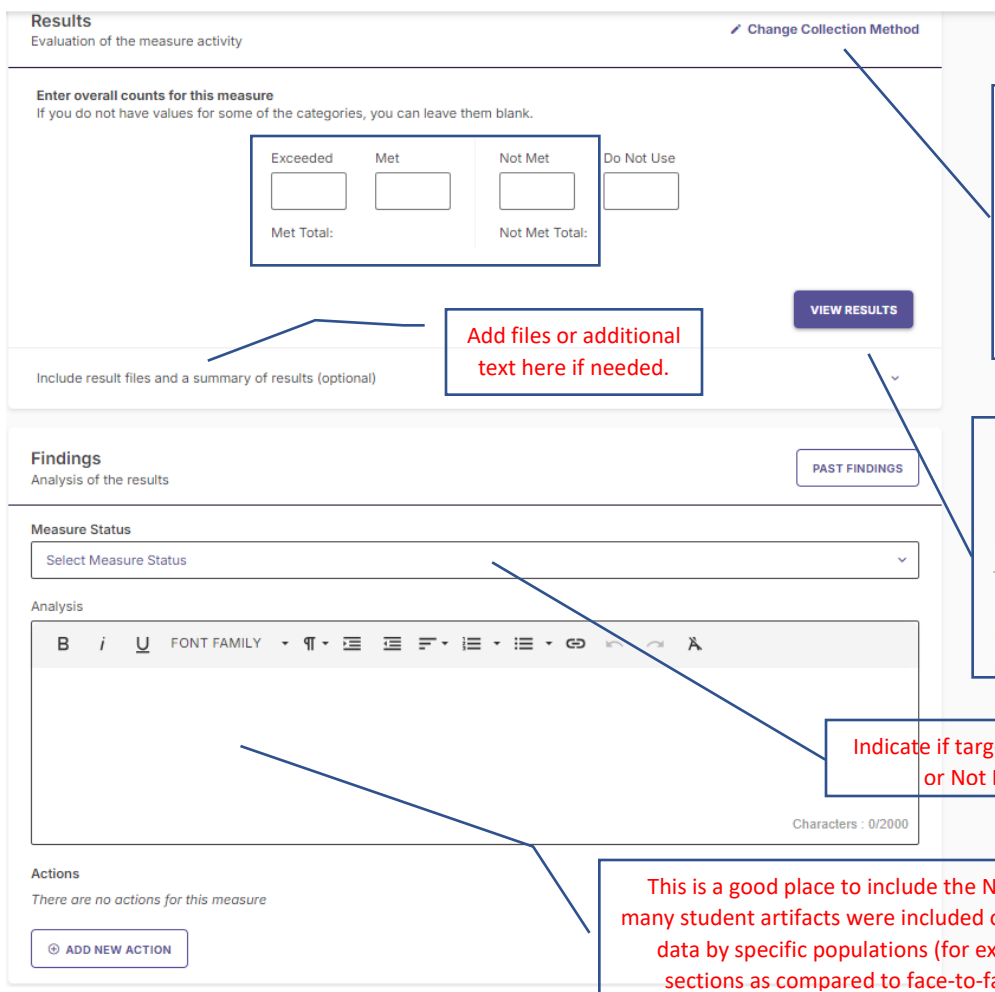 Results
Evaluation of the measure activity
Change Collection Method
Enter overall counts for this measure
If you do not have values for some of the categories, you can leave them blank.
Exceeded Met Not Met Do Not Use
Met Total: Not Met Total:
VIEW RESULTS
Add files or additional
text here if needed.
Include result files and a summary of results (optional)
Findings
Analysis of the results
PAST FINDINGS
Measure Status
Select Measure Status
Analysis
B i U FONT FAMILY
Indicate if targ
or Not
Characters : 0/2000
Actions
There are no actions for this measure
ADD NEW ACTION
This is a good place to include the N
many student artifacts were included
data by specific populations (for ex
sections as compared to face-to-fa